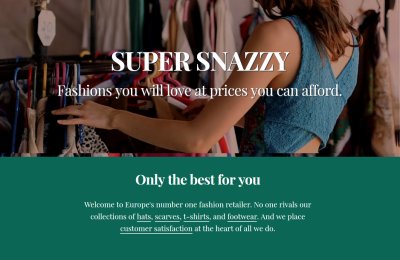 SUPER SNAZZY
Fashions you will love at prices you can afford.
Only the best for you
Welcome to Europe's number one fashion retailer. No one rivals our
collections of hats, scarves, t-shirts, and footwear. And we place
customer satisfaction at the heart of all we do.